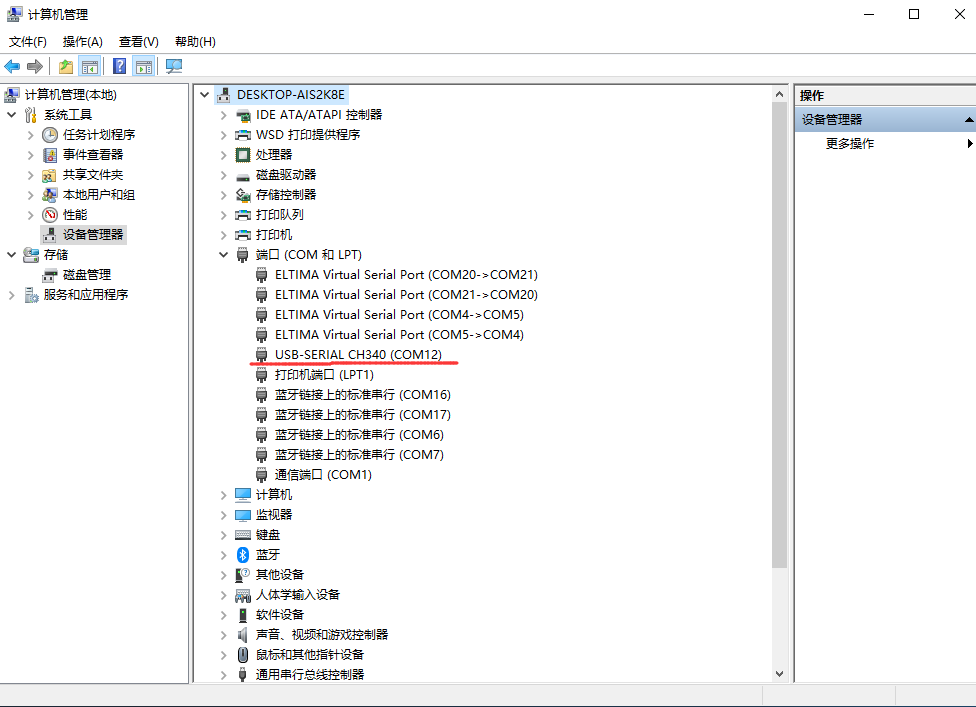 计算机管理
文件(F) 操作(A) 查看(V) 帮助(H)
计算机管理(本地)
系统工具
任务计划程序
事件查看器
共享文件夹
本地用户和组
性能
设备管理器
存储
磁盘管理
服务和应用程序
DESKTOP-AIS2K8E
IDE ATA/ATAPI 控制器
WSD 打印提供程序
处理器
磁盘驱动器
存储控制器
打印队列
打印机
端口 (COM 和 LPT)
ELTIMA Virtual Serial Port (COM20->COM21)
ELTIMA Virtual Serial Port (COM21->COM20)
ELTIMA Virtual Serial Port (COM4->COM5)
ELTIMA Virtual Serial Port (COM5->COM4)
USB-SERIAL CH340 (COM12)
打印机端口 (LPT1)
蓝牙链接上的标准串行 (COM16)
蓝牙链接上的标准串行 (COM17)
蓝牙链接上的标准串行 (COM6)
蓝牙链接上的标准串行 (COM7)
通信端口 (COM1)
计算机
监视器
键盘
蓝牙
其他设备
人体学输入设备
软件设备
声音、视频和游戏控制器
鼠标和其他指针设备
通用串行总线控制器
操作
设备管理器
更多操作